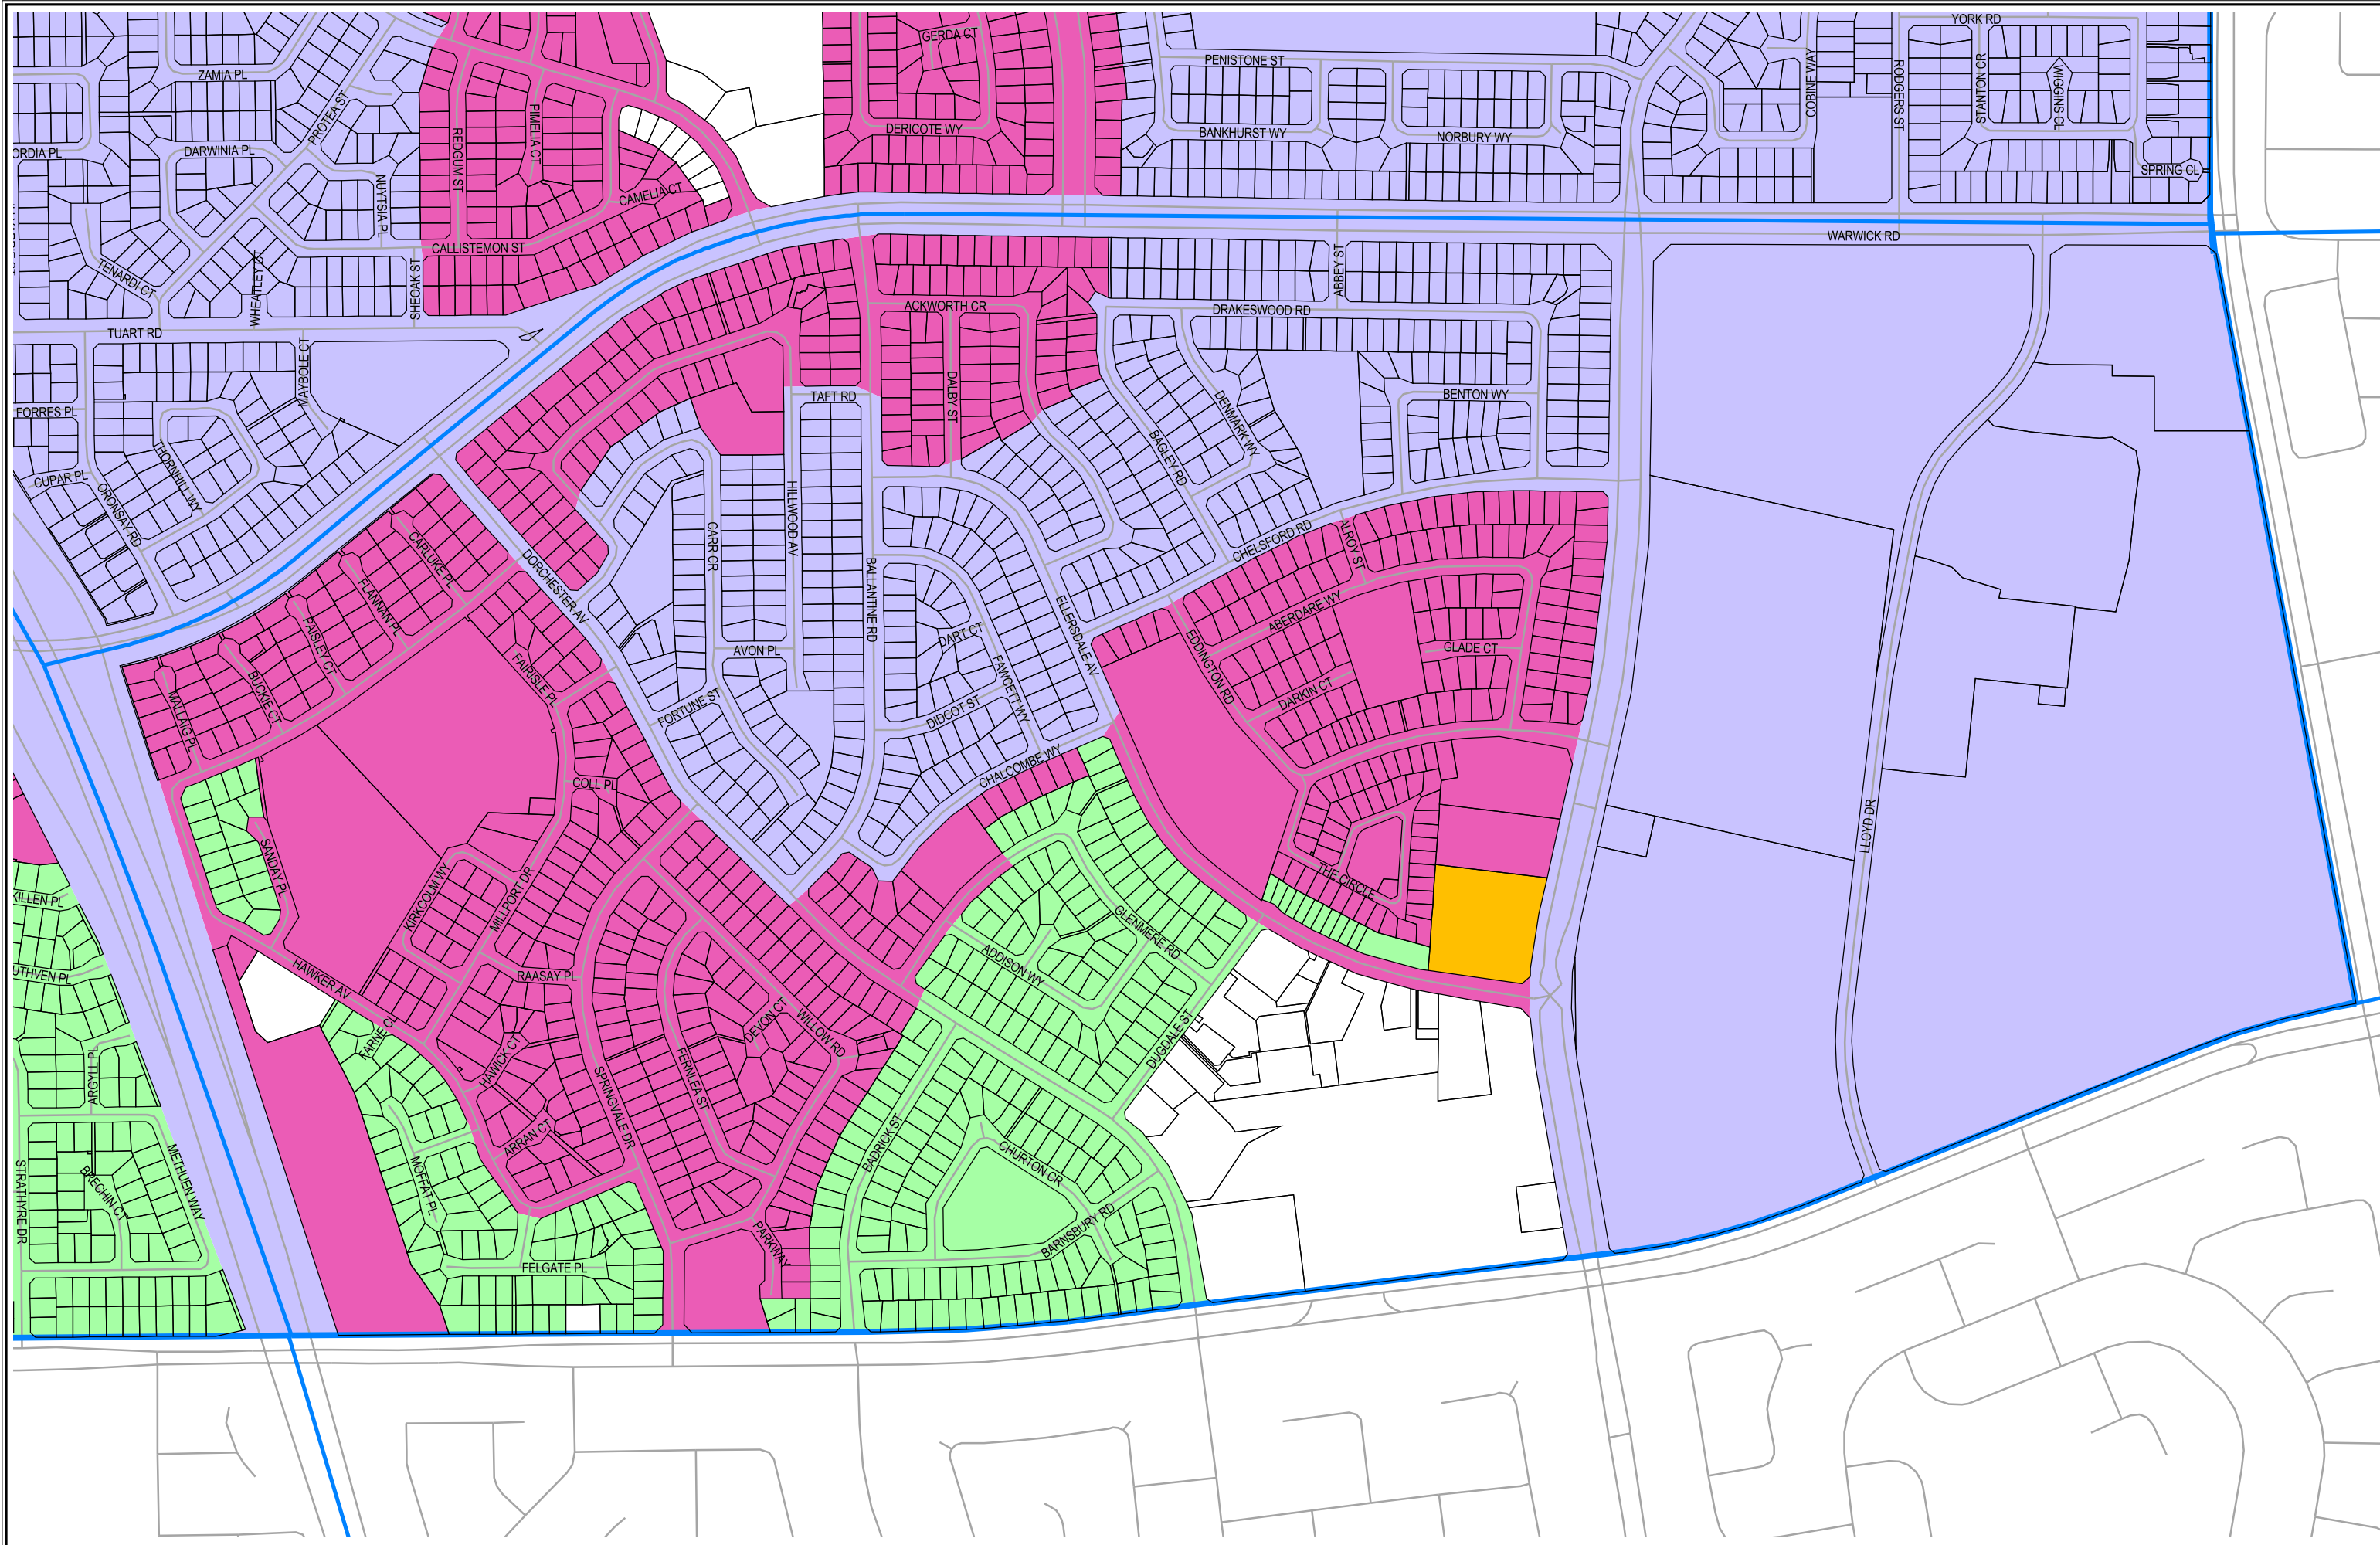 YORK RD
GERDA CT
PENISTONE ST
ZAMIA PL
COBINE WAY
RODGERS ST
STANTON CR
WIGGINS CL
PROTEA ST
PIMELIA CT
DERICOTE WY
BANKHURST WY
NORBURY WY
ORDIA PL
DARWINIA PL
REDGUM ST
SPRING CL
NUYTSIA PL
CAMELIA CT
WARWICK RD
CALLISTEMON ST
TENARDI CT
WHEATLEY CT
SHEOAK ST
ABBEY ST
ACKWORTH CR
DRAKESWOOD RD
TUART RD
MAYBOLE CT
TAFT RD
DALBY ST
BENTON WY
FORRES PL
DENMARK WY
THORNHILL WY
BAGLEY RD
CUPAR PL
ORONSAY RD
HILLWOOD AV
CARR CR
CHELSFORD RD
ALROY ST
CARLUKE PL
DORCHESTER AV
BALLANTINE RD
FLANNAN PL
ELLERSDALE AV
ABERDARE WY
PAISLEY CT
DART CT
EDDINGTON RD
GLADE CT
AVON PL
FAIRISLE PL
FAWCETT WY
BUCKIE CT
MALLAIG PL
DARKIN CT
FORTUNE ST
DIDCOT ST
CHALCOMBE WY
COLL PL
LLOYD DR
SANDAY PL
THE CIRCLE
KILLEN PL
KIRKCOLM WY
MILLPORT DR
GLENMERE RD
ADDISON WY
UTHVEN PL
HAWKER AV
RAASAY PL
DEVON CT
WILLOW RD
FARNE CL
DUGDALE ST
HAWICK CT
ARGYLL PL
FERNLEA ST
SPRINGVALE DR
ARRAN CT
BADRICK ST
CHURTON CR
STRATHYRE DR
BRECHIN CT
METHUEN WAY
MOFFAT PL
BARNSBURY RD
PARKWAY
FELGATE PL